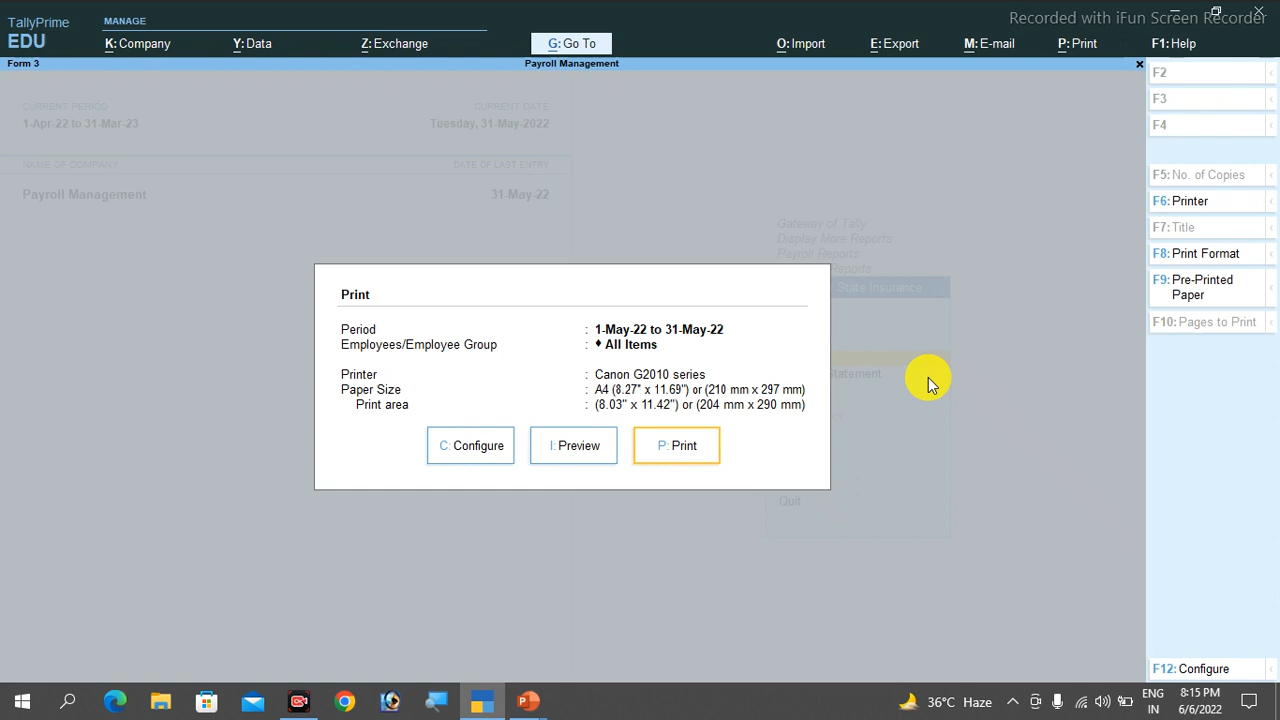 TallyPrime
EDU
MANAGE
K: Company
Y: Data
Z: Exchange
G: Go To
O: Import
E: Export
M: E-mail
P: Print
F1: Help
Recorded with iFun Screen Recorder
Form 3
Payroll Management
CURRENT PERIOD
CURRENT DATE
1-Apr-22 to 31-Mar-23
Tuesday, 31-May-2022
NAME OF COMPANY
DATE OF LAST ENTRY
Payroll Management
31-May-22
Gateway of Tally
Display More Reports
Payroll Reports
Reports
State Insurance
Statement
Quit
Print
Period : 1-May-22 to 31-May-22
Employees/Employee Group : ♦ All Items
Printer : Canon G2010 series
Paper Size : A4 (8.27" x 11.69") or (210 mm x 297 mm)
Print area : (8.03" x 11.42") or (204 mm x 290 mm)
C: Configure
I: Preview
P: Print
F2
F3
F4
F5: No. of Copies
F6: Printer
F7: Title
F8: Print Format
F9: Pre-Printed
Paper
F10: Pages to Print
F12: Configure
36°C Haze
ENG
IN
8:15 PM
6/6/2022